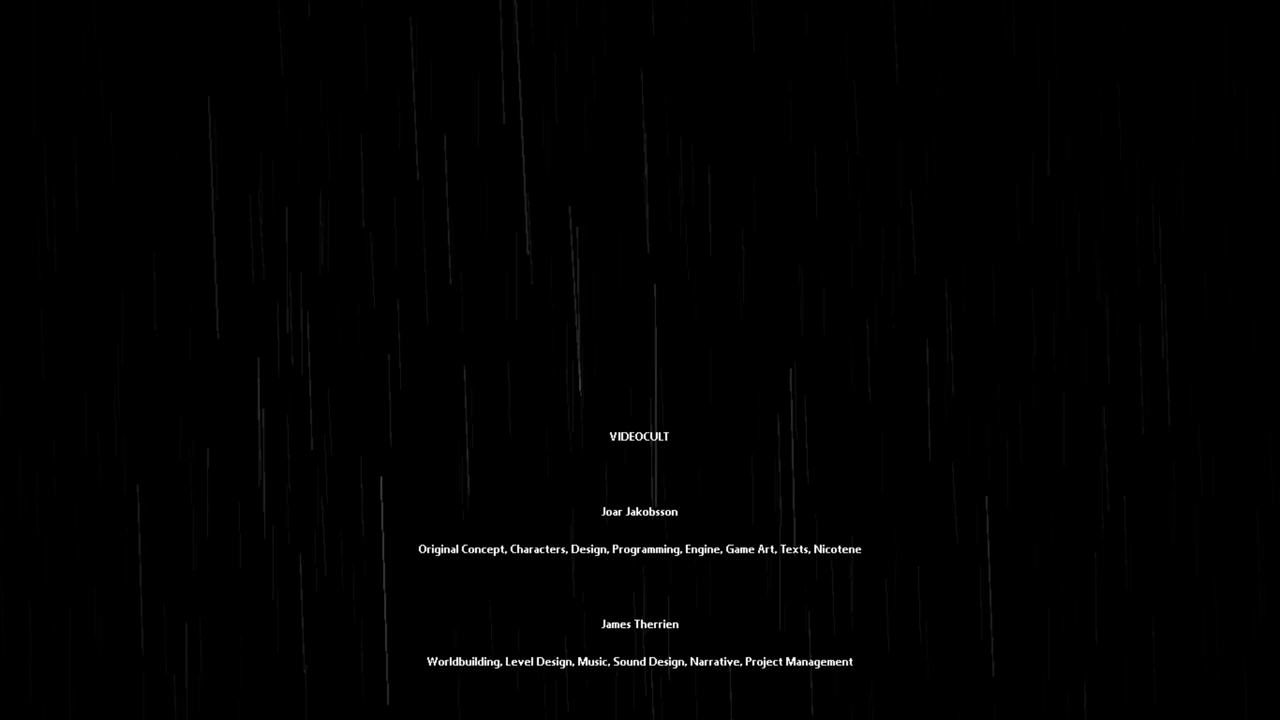 VIDEOCULT
Joar Jakobsson
Original Concept, Characters, Design, Programming, Engine, Game Art, Texts, Nicotene
James Therrien
Worldbuilding, Level Design, Music, Sound Design, Narrative, Project Management